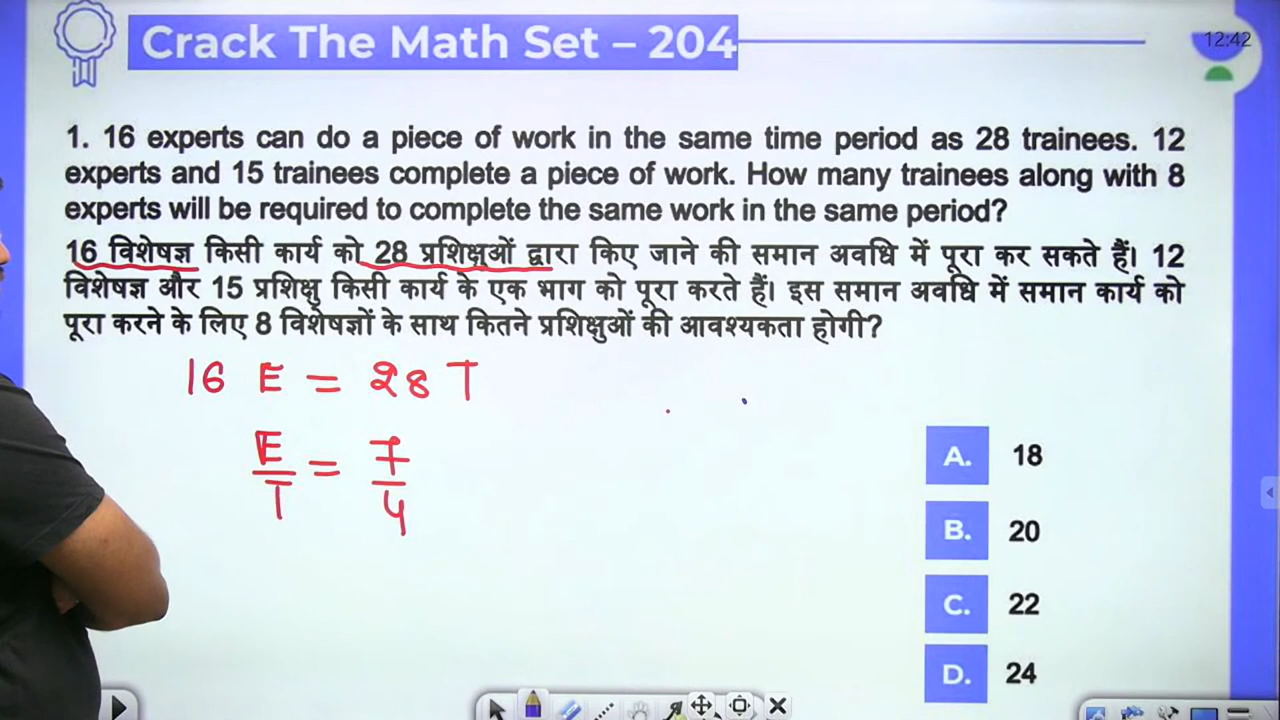 Crack The Math Set – 204
12:42
1. 16 experts can do a piece of work in the same time period as 28 trainees. 12
experts and 15 trainees complete a piece of work. How many trainees along with 8
experts will be required to complete the same work in the same period?
16 विशेषज्ञ किसी कार्य को 28 प्रशिक्षुओं द्वारा किए जाने की समान अवधि में पूरा कर सकते हैं। 12
विशेषज्ञ और 15 प्रशिक्षु किसी कार्य के एक भाग को पूरा करते हैं। इस समान अवधि में समान कार्य को
पूरा करने के लिए 8 विशेषज्ञों के साथ कितने प्रशिक्षुओं की आवश्यकता होगी?
16 E = 28 T
E/T = 7/4
A. 18
B. 20
C. 22
D. 24